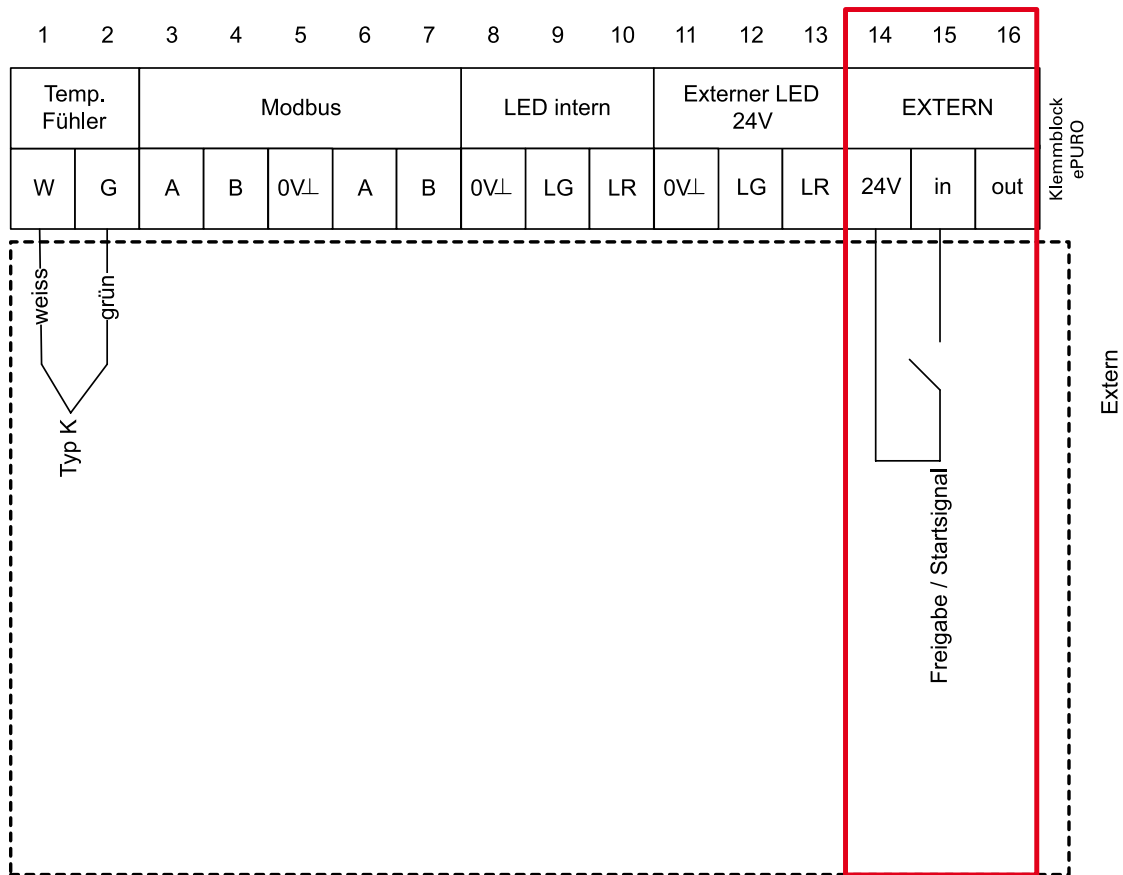 1 2 3 4 5 6 7 8 9 10 11 12 13 14 15 16
Temp.
Fühler
Modbus
LED intern
Externer LED
24V
EXTERN
W G A B 0V⊥ A B 0V⊥ LG LR 0V⊥ LG LR 24V in out
Klemmblock
ePURO
weiss
grün
Typ K
Freigabe / Startsignal
Extern